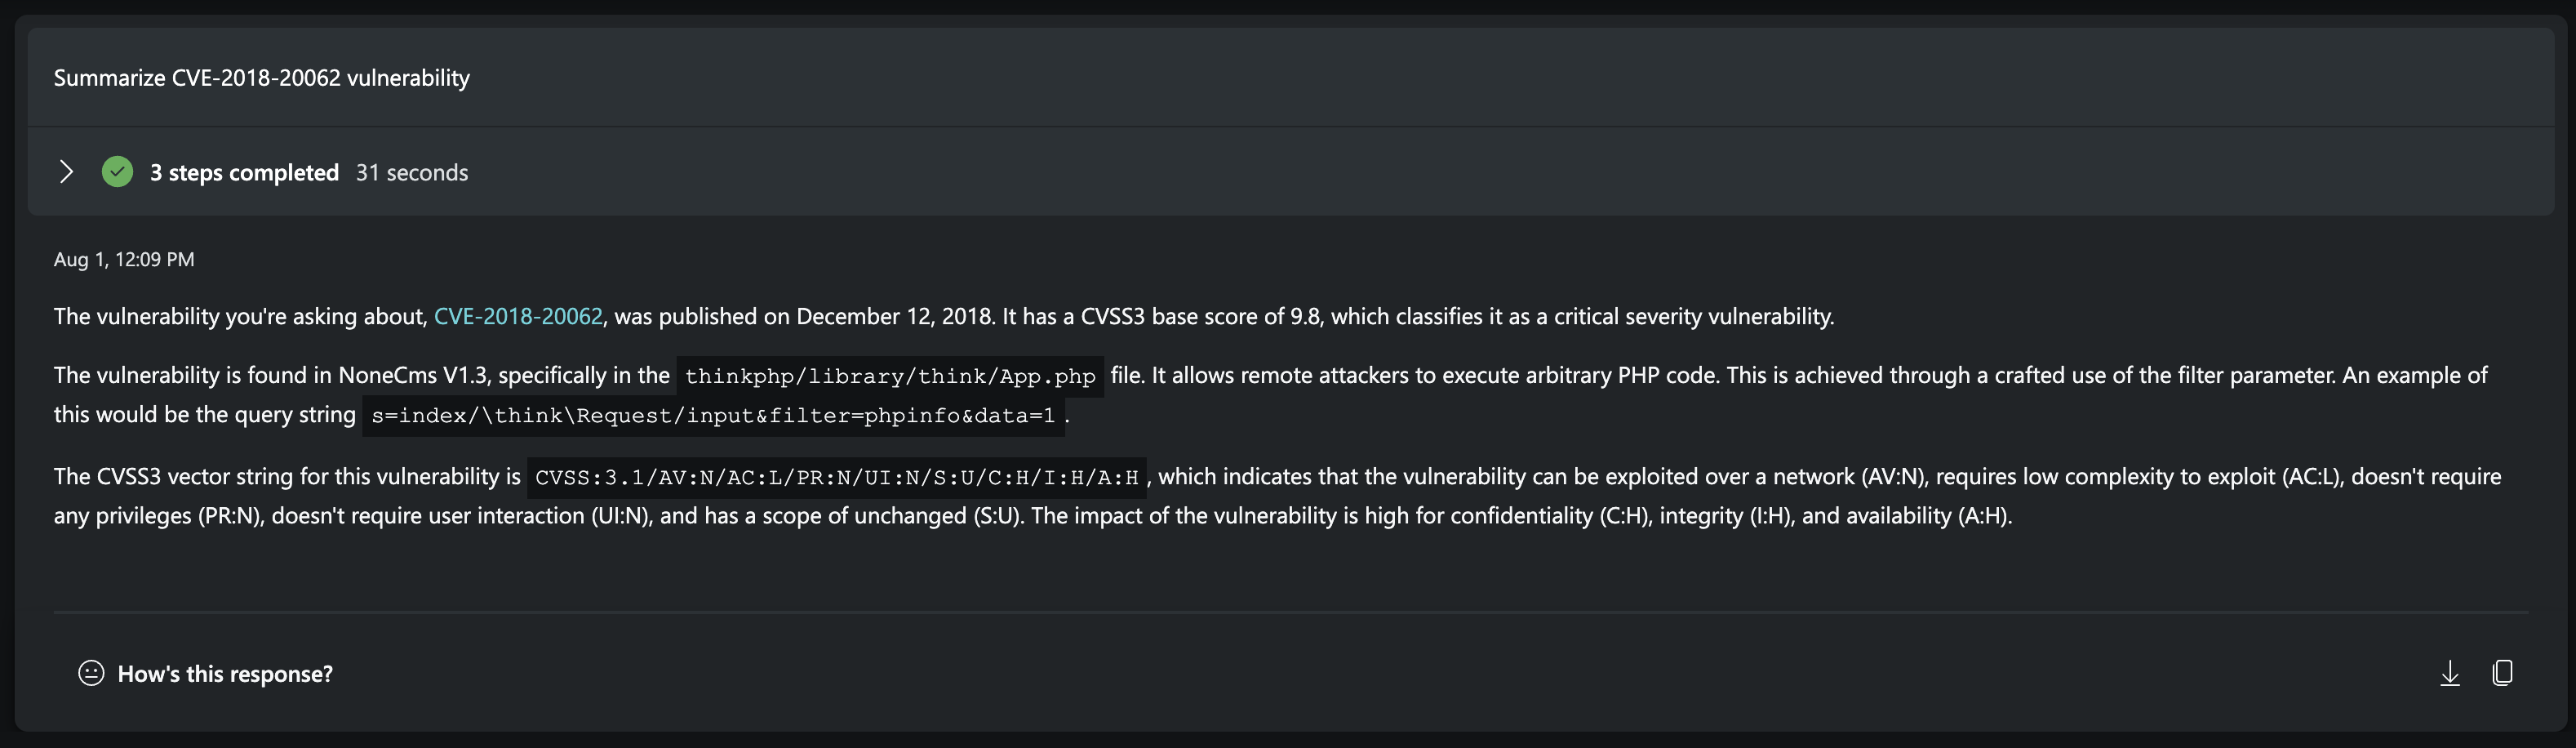 Summarize CVE-2018-20062 vulnerability
3 steps completed 31 seconds
Aug 1, 12:09 PM
The vulnerability you're asking about, CVE-2018-20062, was published on December 12, 2018. It has a CVSS3 base score of 9.8, which classifies it as a critical severity vulnerability.
The vulnerability is found in NoneCms V1.3, specifically in the thinkphp/library/think/App.php file. It allows remote attackers to execute arbitrary PHP code. This is achieved through a crafted use of the filter parameter. An example of
this would be the query string s=index/\think\Request/input&filter=phpinfo&data=1 .
The CVSS3 vector string for this vulnerability is CVSS:3.1/AV:N/AC:L/PR:N/UI:N/S:U/C:H/I:H/A:H , which indicates that the vulnerability can be exploited over a network (AV:N), requires low complexity to exploit (AC:L), doesn't require
any privileges (PR:N), doesn't require user interaction (UI:N), and has a scope of unchanged (S:U). The impact of the vulnerability is high for confidentiality (C:H), integrity (I:H), and availability (A:H).
How's this response?